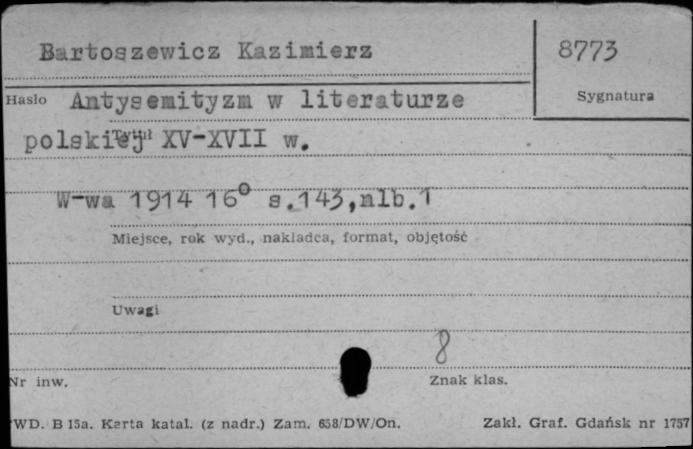 Bartoszewicz Kazimierz
8773
Hasło Antysemityzm w literaturze
Sygnatura
polskiej XV-XVII w.
Tytuł
W-wa 1914 16° s.143,nlb.1
Miejsce, rok wyd., nakładca, format, objętość
Uwagi
8
Nr inw.
Znak klas.
WD. B 15a. Karta katal. (z nadr.) Zam. 658/DW/On.
Zakł. Graf. Gdańsk nr 1757